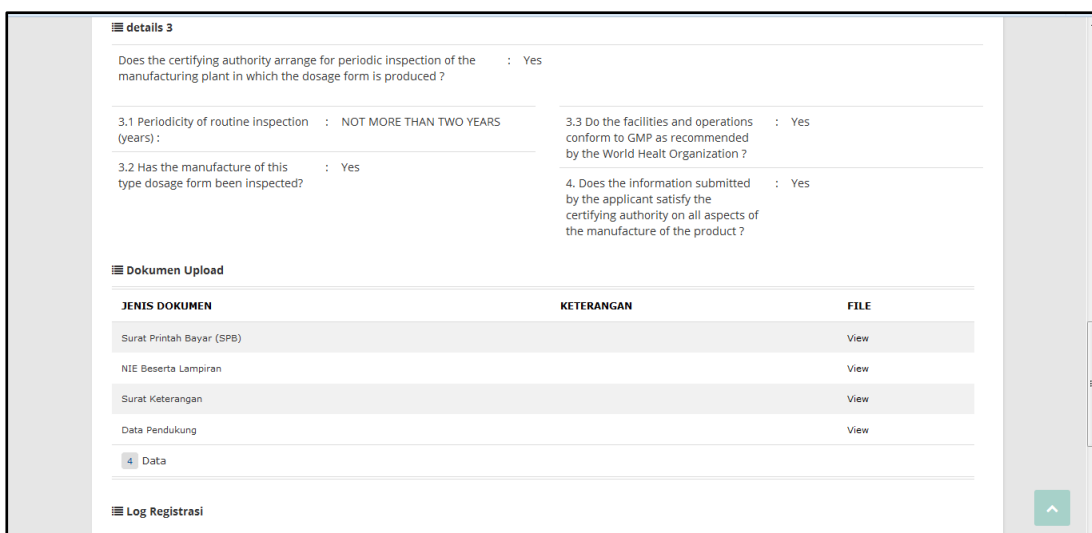 details 3
Does the certifying authority arrange for periodic inspection of the : Yes
manufacturing plant in which the dosage form is produced ?
3.1 Periodicity of routine inspection : NOT MORE THAN TWO YEARS
(years) :
3.2 Has the manufacture of this : Yes
type dosage form been inspected?
3.3 Do the facilities and operations : Yes
conform to GMP as recommended
by the World Healt Organization ?
4. Does the information submitted : Yes
by the applicant satisfy the
certifying authority on all aspects of
the manufacture of the product ?
Dokumen Upload
JENIS DOKUMEN KETERANGAN FILE
Surat Printah Bayar (SPB) View
NIE Beserta Lampiran View
Surat Keterangan View
Data Pendukung View
4 Data
Log Registrasi